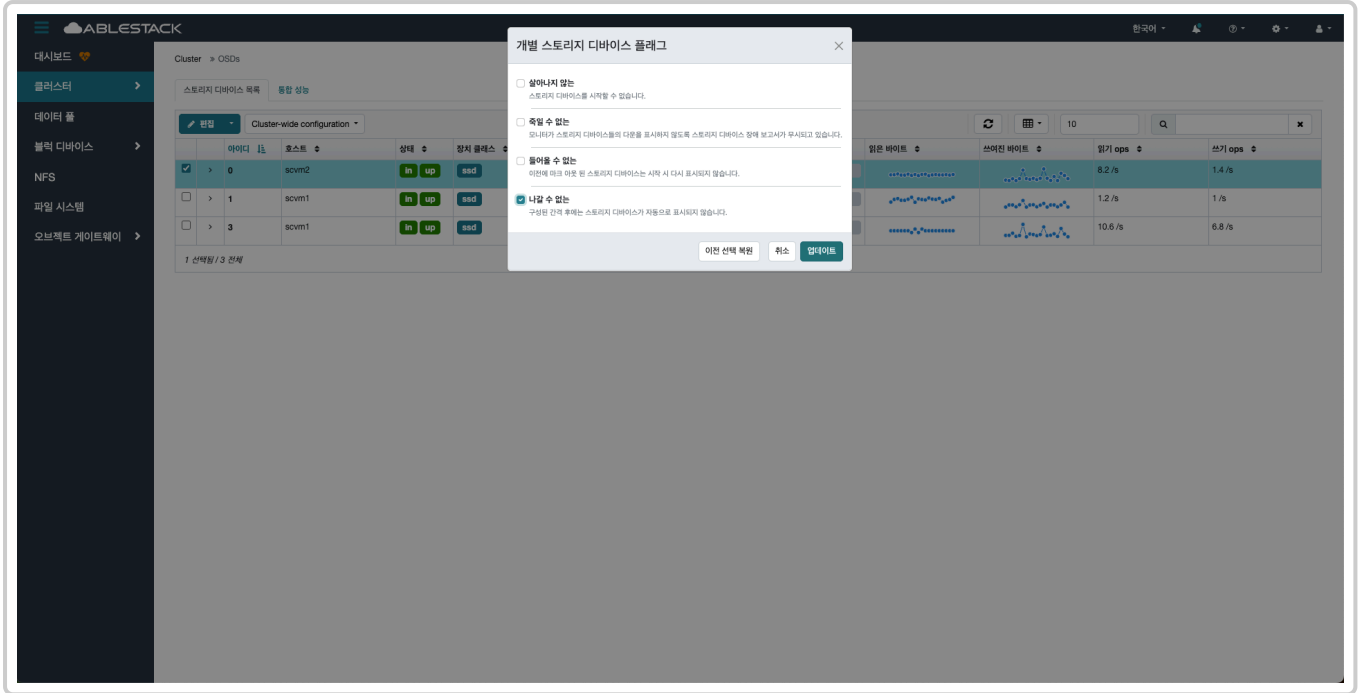 ABLESTACK
한국어
대시보드
클러스터
데이터 풀
블럭 디바이스
NFS
파일 시스템
오브젝트 게이트웨이
Cluster » OSDs
스토리지 디바이스 목록 통합 성능
편집 Cluster-wide configuration 10
아이디 호스트 상태 장치 클래스 읽은 바이트 쓰여진 바이트 읽기 ops 쓰기 ops
0 scvm2 in up ssd 8.2 /s 1.4 /s
1 scvm1 in up ssd 1.2 /s 1 /s
3 scvm1 in up ssd 10.6 /s 6.8 /s
1 선택됨 / 3 전체
개별 스토리지 디바이스 플래그
살아나지 않는
스토리지 디바이스를 시작할 수 없습니다.
죽일 수 없는
모니터가 스토리지 디바이스들의 다운을 표시하지 않도록 스토리지 디바이스 장애 보고서가 무시되고 있습니다.
들어올 수 없는
이전에 마크 아웃 된 스토리지 디바이스는 시작 시 다시 표시되지 않습니다.
나갈 수 없는
구성된 간격 후에는 스토리지 디바이스가 자동으로 표시되지 않습니다.
이전 선택 복원 취소 업데이트